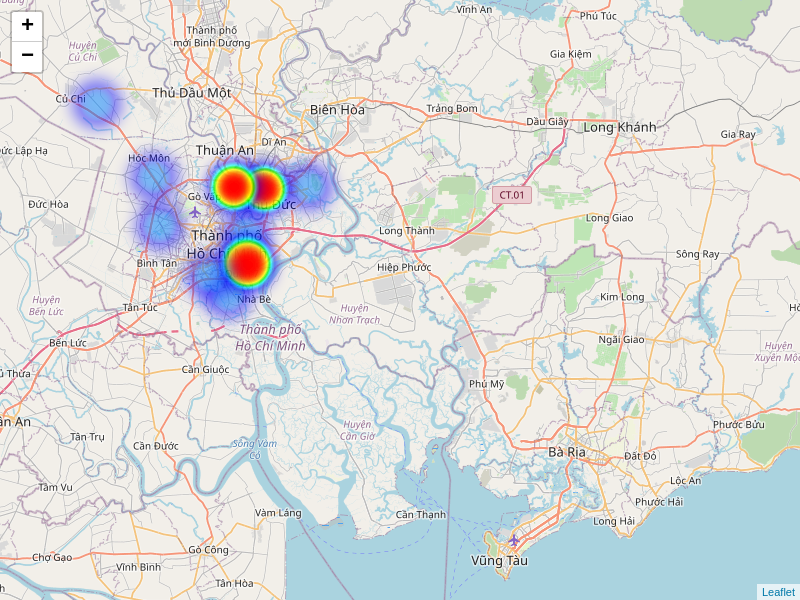 +
−
Vĩnh An
Phú Túc
Thành phố
mới Bình Dương
Huyện
Củ Chi
Gia Kiệm
Củ Chi
Thủ Dầu Một
Biên Hòa
Trảng Bom
Dầu Giây
Long Khánh
Gia Ray
Dĩ An
Thuận An
Đức Lập Hạ
Hóc Môn
Gò Vấp
CT.01
Đức Hòa
Đức
Long Giao
Long Thành
Thành phố
Hồ Ch
Bình Tân
Hiệp Phước
Sông Ray
Nhà Bè
Kim Long
Huyện
Bến Lức
Tân Túc
Huyện
Nhơn Trạch
Thành phố
Hồ Chí Minh
Ngãi Giao
Bến Lức
Huyện
Xuyên Mộc
Thừa
Cần Giuộc
Phú Mỹ
An
Huyện
Cần Giờ
Phước Bửu
Tân Trụ
Cần Đước
Sông Vàm
Cỏ
Bà Rịa
Đất Đỏ
Tầm Vu
Lộc An
Phước Hải
Vàm Láng
Cần Thạnh
Long Hải
Chợ Gạo
Gò Công
Vũng Tàu
Vĩnh Bình
Tân Hòa
Leaflet